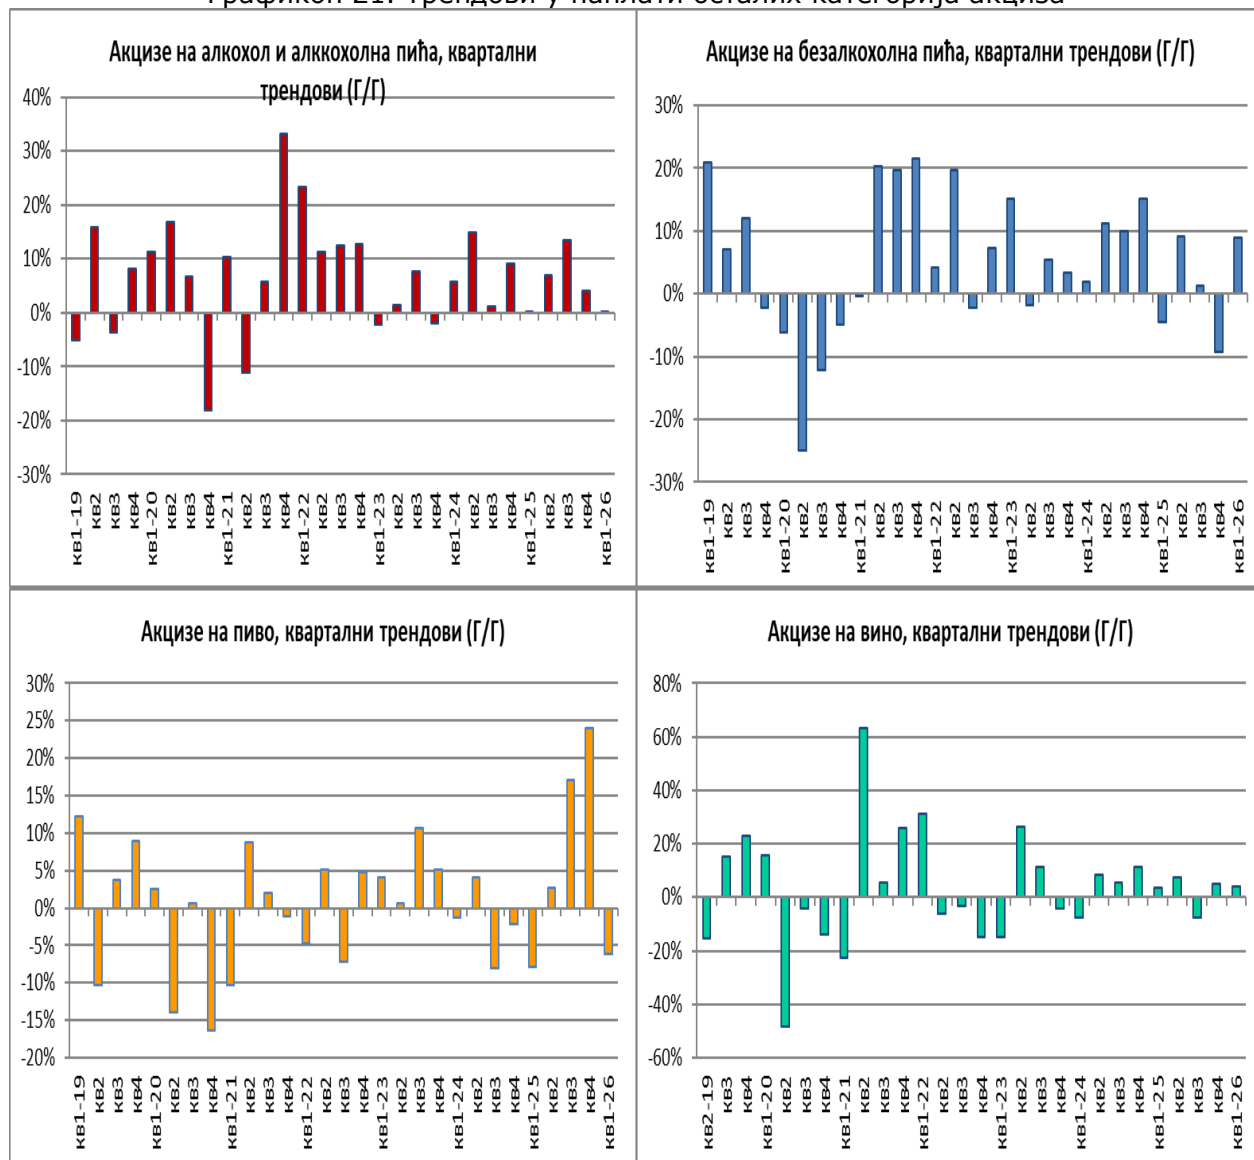 Графикон 21: Трендови у наплати осталих категорија акциза
Акцизе на алкохол и алккохолна пића, квартални
трендови (Г/Г)
40%
30%
20%
10%
0%
-10%
-20%
-30%
кв1-19
кв2
кв3
кв4
кв1-20
кв2
кв3
кв4
кв1-21
кв2
кв3
кв4
кв1-22
кв2
кв3
кв4
кв1-23
кв2
кв3
кв4
кв1-24
кв2
кв3
кв4
кв1-25
кв2
кв3
кв4
кв1-26
Акцизе на безалкохолна пића, квартални трендови (Г/Г)
30%
20%
10%
0%
-10%
-20%
-30%
кв1-19
кв2
кв3
кв4
кв1-20
кв2
кв3
кв4
кв1-21
кв2
кв3
кв4
кв1-22
кв2
кв3
кв4
кв1-23
кв2
кв3
кв4
кв1-24
кв2
кв3
кв4
кв1-25
кв2
кв3
кв4
кв1-26
Акцизе на пиво, квартални трендови (Г/Г)
30%
25%
20%
15%
10%
5%
0%
-5%
-10%
-15%
-20%
кв1-19
кв2
кв3
кв4
кв1-20
кв2
кв3
кв4
кв1-21
кв2
кв3
кв4
кв1-22
кв2
кв3
кв4
кв1-23
кв2
кв3
кв4
кв1-24
кв2
кв3
кв4
кв1-25
кв2
кв3
кв4
кв1-26
Акцизе на вино, квартални трендови (Г/Г)
80%
60%
40%
20%
0%
-20%
-40%
-60%
кв2-19
кв3
кв4
кв1-20
кв2
кв3
кв4
кв1-21
кв2
кв3
кв4
кв1-22
кв2
кв3
кв4
кв1-23
кв2
кв3
кв4
кв1-24
кв2
кв3
кв4
кв1-25
кв2
кв3
кв4
кв1-26